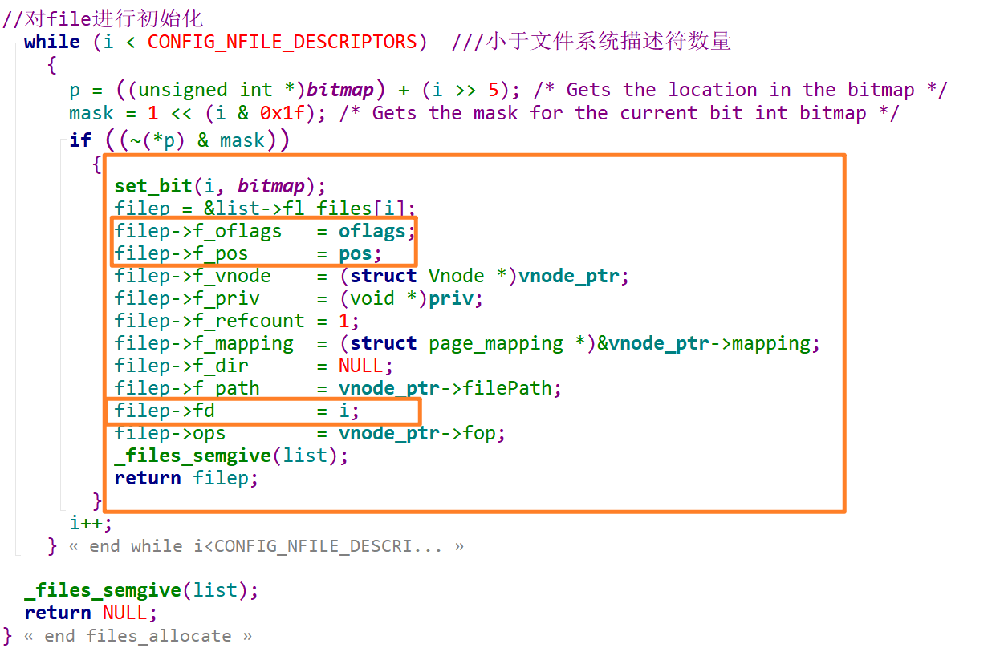 //对file进行初始化
while (i < CONFIG_NFILE_DESCRIPTORS)  ///小于文件系统描述符数量
{
p = ((unsigned int *)bitmap) + (i >> 5); /* Gets the location in the bitmap */
mask = 1 << (i & 0x1f); /* Gets the mask for the current bit int bitmap */
if ((~(*p) & mask))
{
set_bit(i, bitmap);
filep = &list->fl_files[i];
filep->f_oflags   = oflags;
filep->f_pos      = pos;
filep->f_vnode    = (struct Vnode *)vnode_ptr;
filep->f_priv     = (void *)priv;
filep->f_refcount = 1;
filep->f_mapping  = (struct page_mapping *)&vnode_ptr->mapping;
filep->f_dir      = NULL;
filep->f_path     = vnode_ptr->filePath;
filep->fd         = i;
filep->ops        = vnode_ptr->fop;
_files_semgive(list);
return filep;
}
i++;
} « end while i<CONFIG_NFILE_DESCRI... »
_files_semgive(list);
return NULL;
} « end files_allocate »